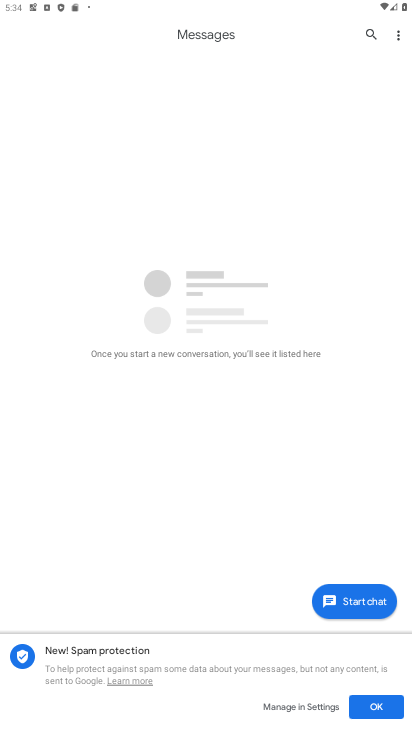 5:34
Messages
Once you start a new conversation, you'll see it listed here
Start chat
New! Spam protection
To help protect against spam some data about your messages, but not any content, is
sent to Google. Learn more
Manage in Settings
OK